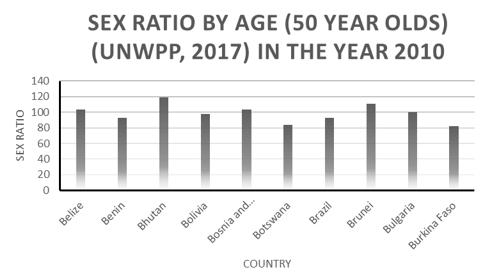 SEX RATIO BY AGE (50 YEAR OLDS)
(UNWPP, 2017) IN THE YEAR 2010
140
120
100
80
60
40
20
0
SEX RATIO
Belize
Benin
Bhutan
Bolivia
Bosnia and...
Botswana
Brazil
Brunei
Bulgaria
Burkina Faso
COUNTRY